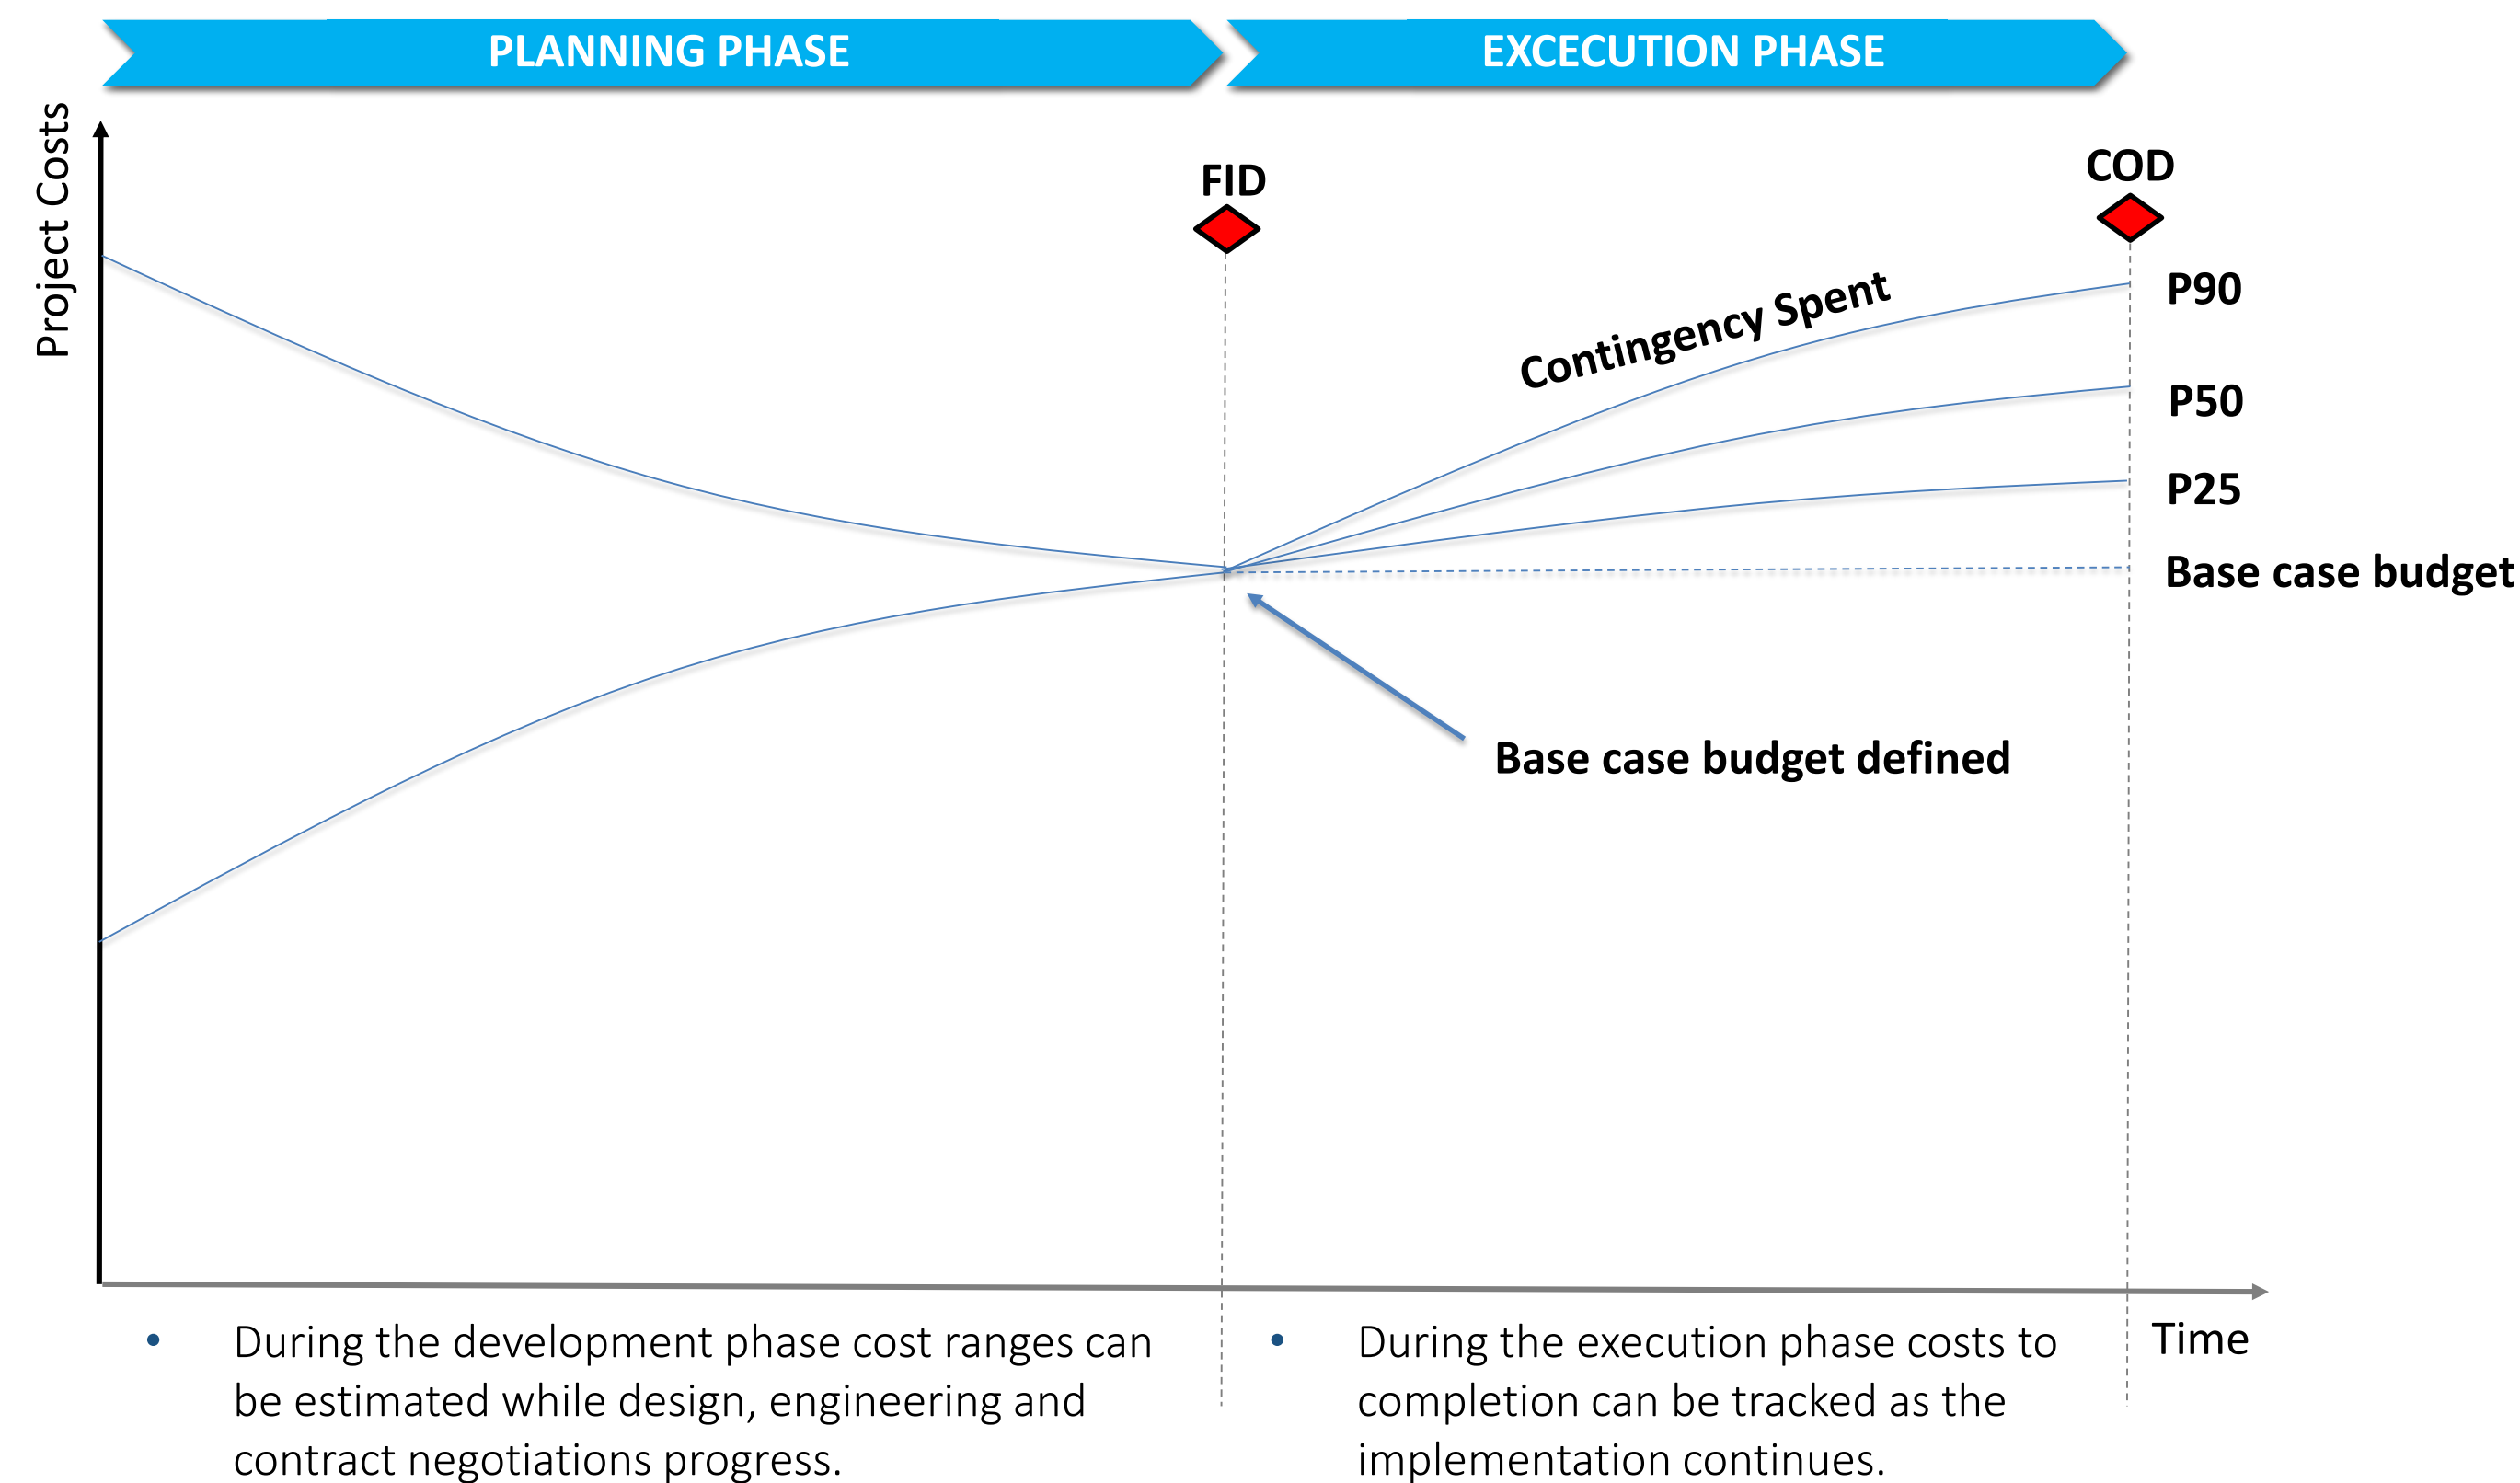 PLANNING PHASE
EXCECUTION PHASE
Project Costs
FID
COD
Contingency Spent
P90
P50
P25
Base case budget
Base case budget defined
• During the development phase cost ranges can
be estimated while design, engineering and
contract negotiations progress.
• During the execution phase costs to
completion can be tracked as the
implementation continues.
Time